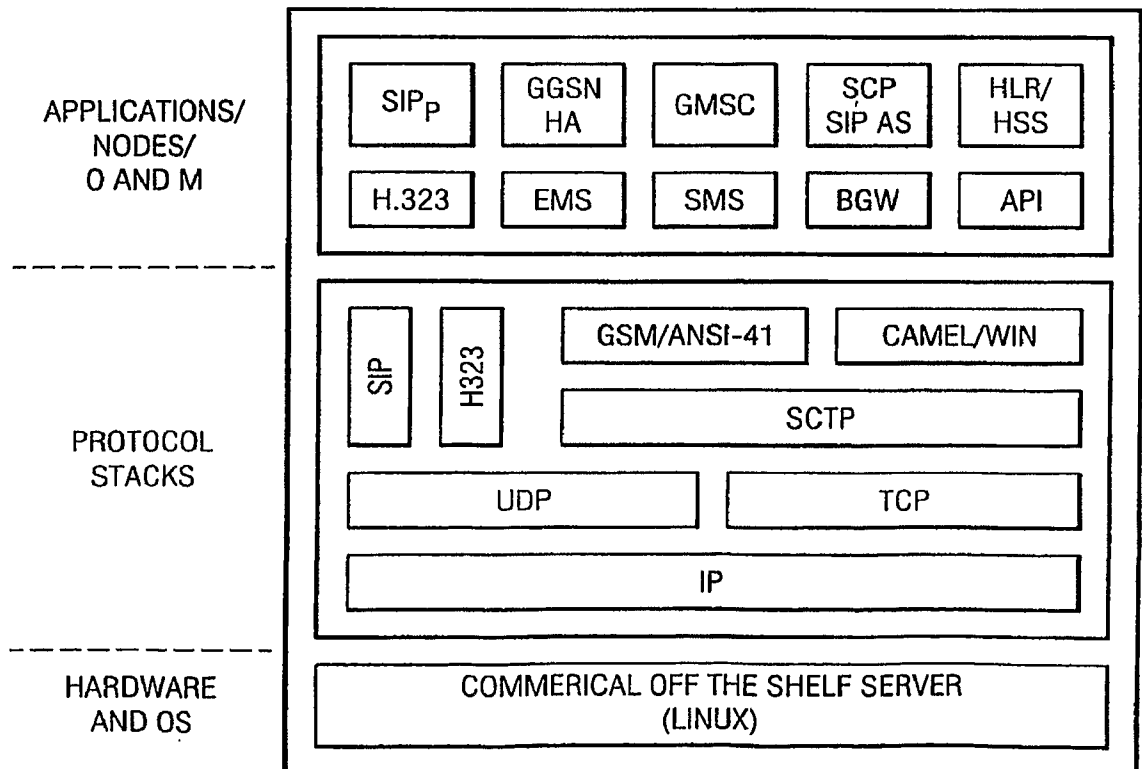 APPLICATIONS/
NODES/
O AND M
SIPP
GGSN
HA
GMSC
SCP
SIP AS
HLR/
HSS
H.323
EMS
SMS
BGW
API
PROTOCOL
STACKS
SIP
H323
GSM/ANSI-41
CAMEL/WIN
SCTP
UDP
TCP
IP
HARDWARE
AND OS
COMMERICAL OFF THE SHELF SERVER
(LINUX)